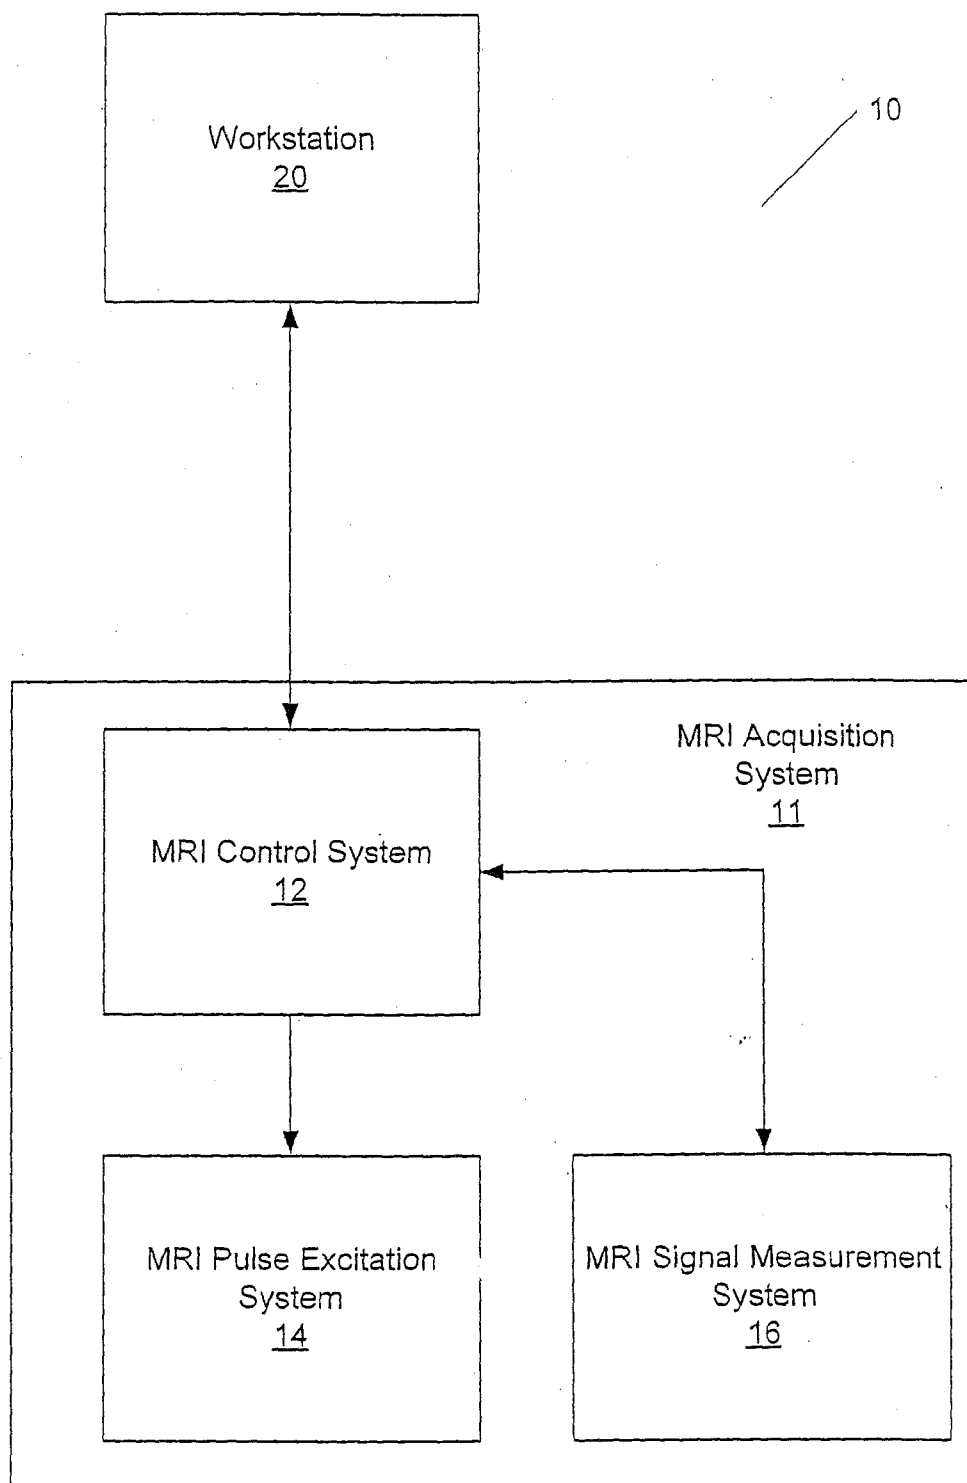 Workstation
20
10
MRI Acquisition
System
11
MRI Control System
12
MRI Pulse Excitation
System
14
MRI Signal Measurement
System
16